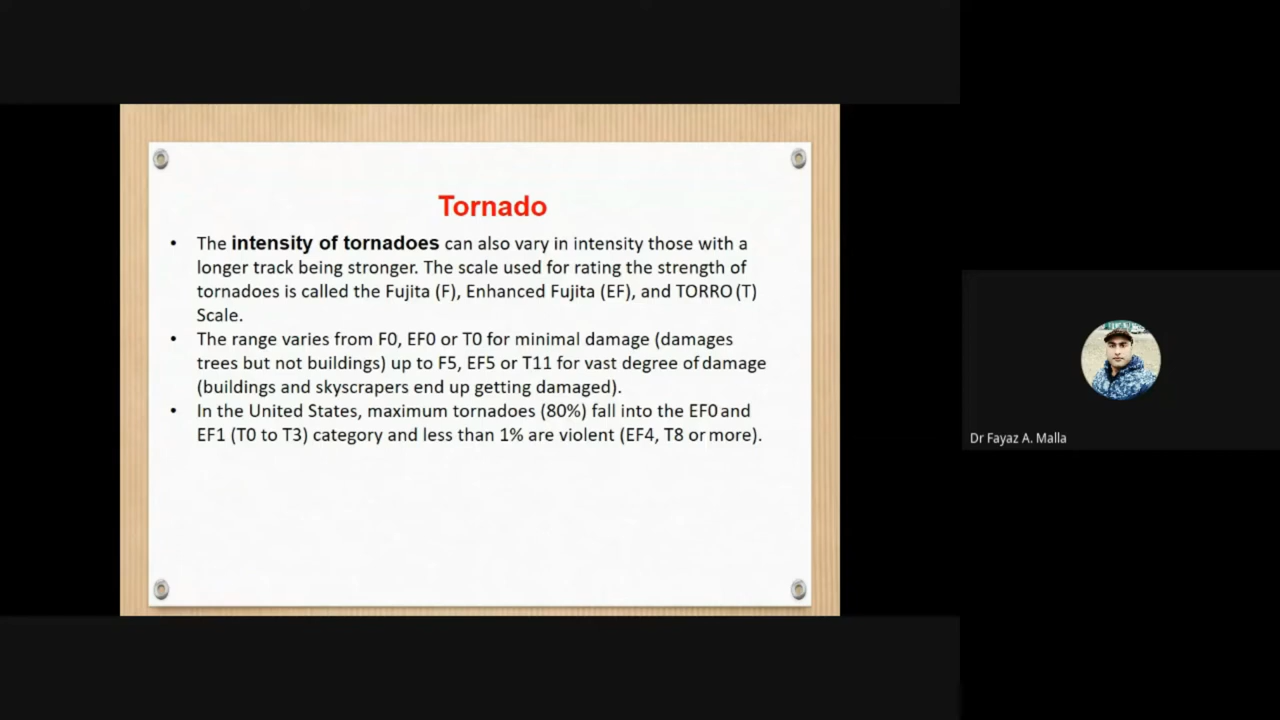 Tornado
• The intensity of tornadoes can also vary in intensity those with a
longer track being stronger. The scale used for rating the strength of
tornadoes is called the Fujita (F), Enhanced Fujita (EF), and TORRO (T)
Scale.
• The range varies from F0, EF0 or T0 for minimal damage (damages
trees but not buildings) up to F5, EF5 or T11 for vast degree of damage
(buildings and skyscrapers end up getting damaged).
• In the United States, maximum tornadoes (80%) fall into the EF0 and
EF1 (T0 to T3) category and less than 1% are violent (EF4, T8 or more).
Dr Fayaz A. Malla